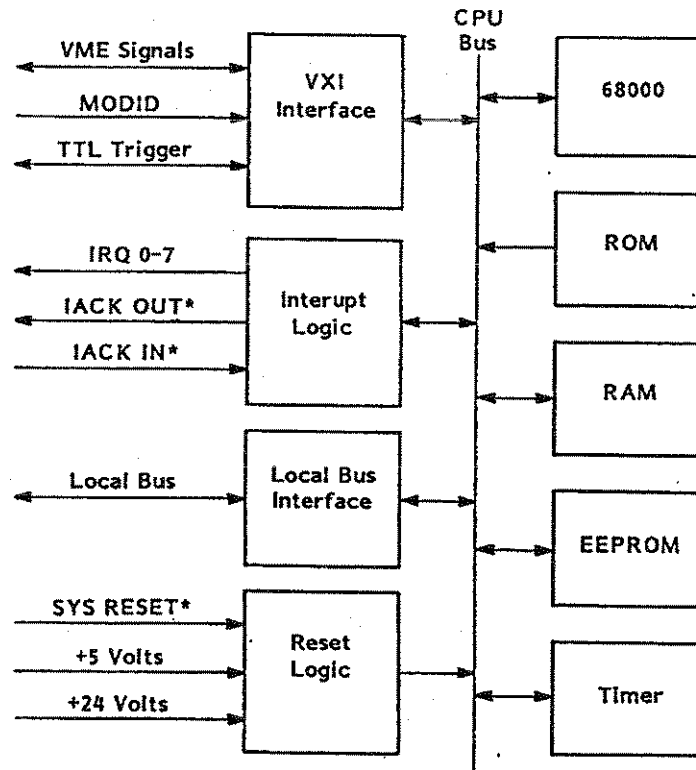 CPU
Bus
VME Signals
MODID
TTL Trigger
VXI
Interface
68000
ROM
IRQ 0-7
IACK OUT*
IACK IN*
Interupt
Logic
RAM
Local Bus
Local Bus
Interface
EEPROM
SYS RESET*
+5 Volts
+24 Volts
Reset
Logic
Timer